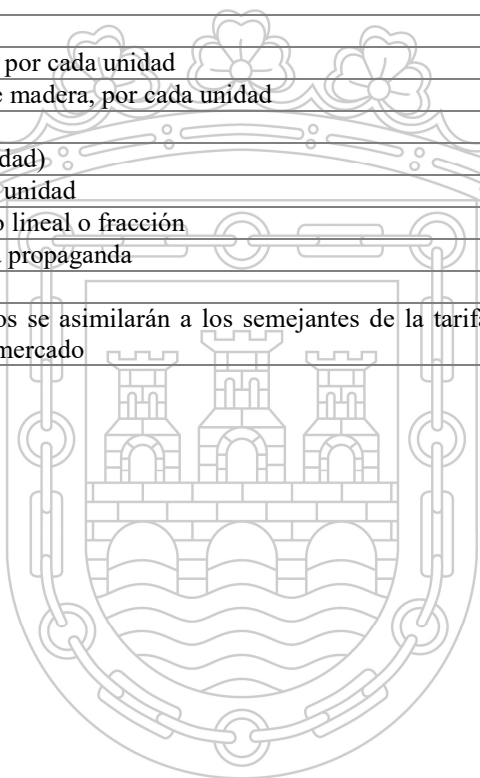 por cada unidad
madera, por cada unidad
dad)
unidad
lineal o fracción
propaganda
os se asimilarán a los semejantes de la
mercado